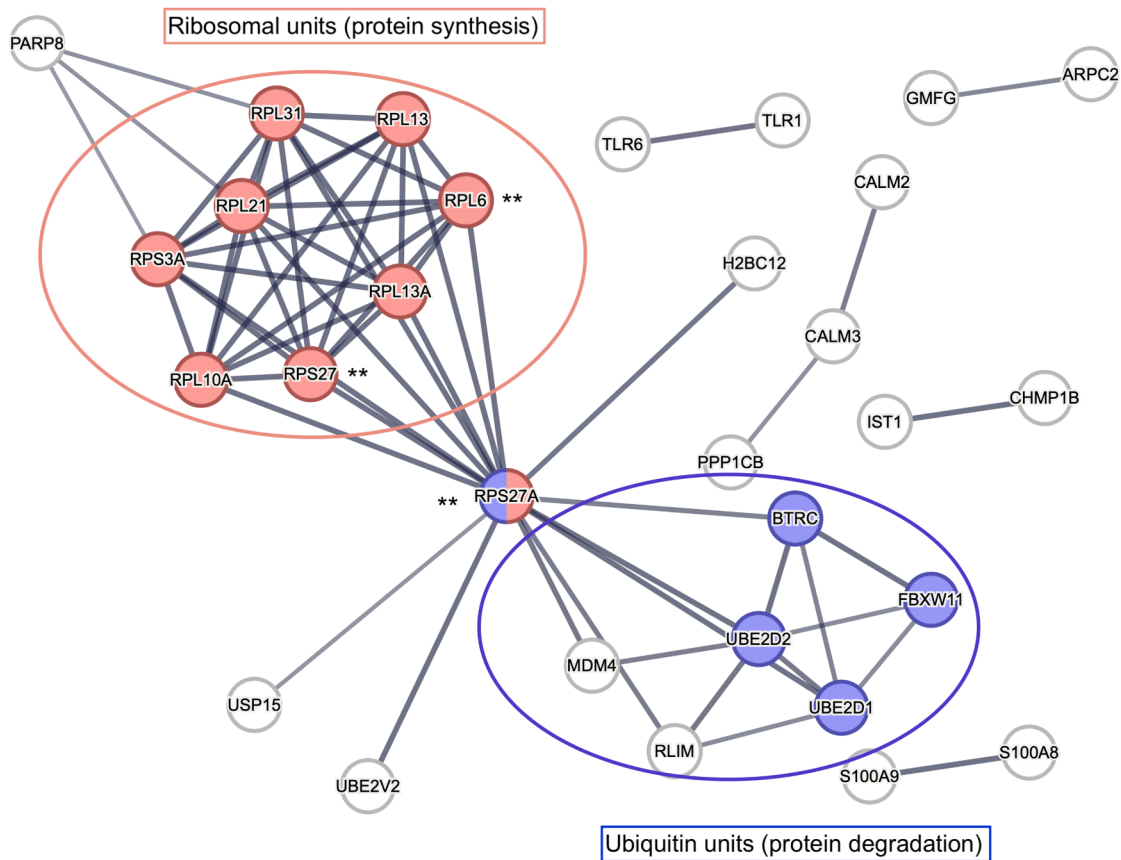 Ribosomal units (protein synthesis)
PARP8
ARPC2
GMFG
RPL31
RPL13
TLR1
TLR6
CALM2
RPL21
RPL6 **
RPS3A
H2BC12
RPL13A
CALM3
RPL10A
RPS27 **
CHMP1B
IST1
PPP1CB
** RPS27A
BTRC
FBXW11
UBE2D2
MDM4
UBE2D1
USP15
RLIM
S100A8
S100A9
UBE2V2
Ubiquitin units (protein degradation)